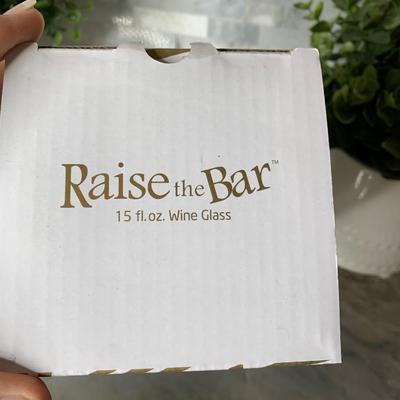 Raise the Bar™
15 fl. oz. Wine Glass